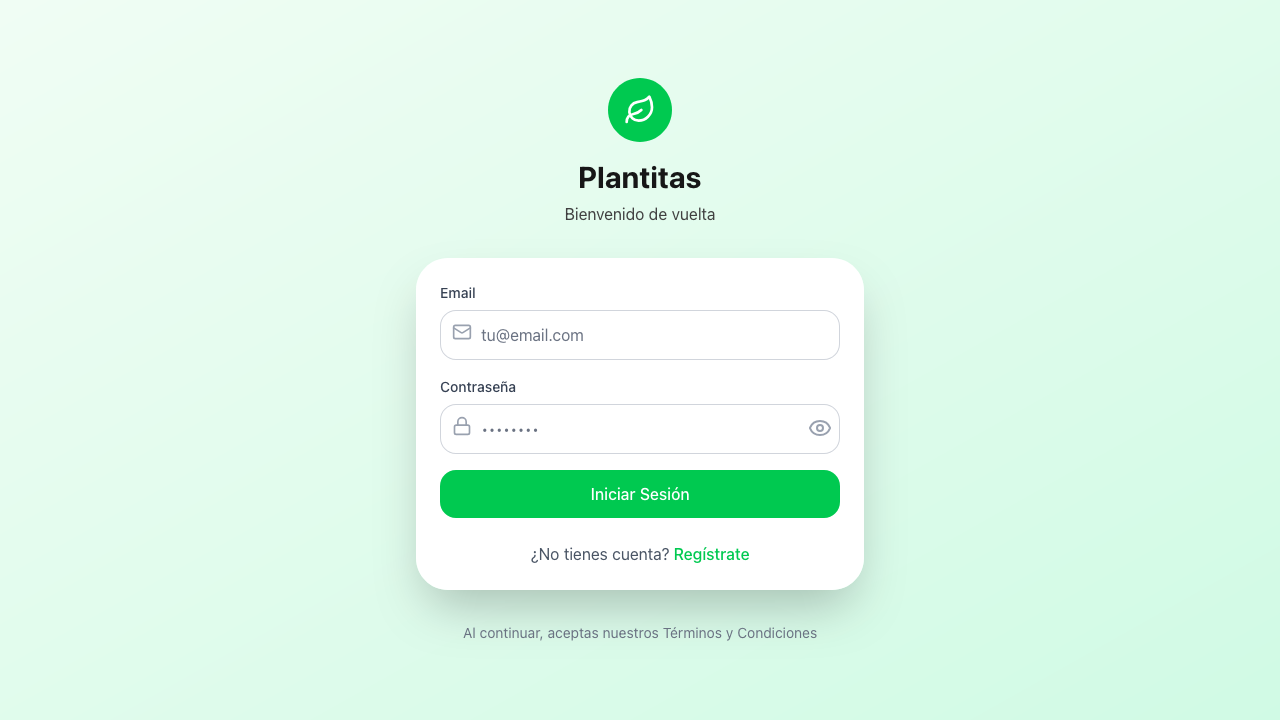 Plantitas
Bienvenido de vuelta
Email
tu@email.com
Contraseña
••••••••
Iniciar Sesión
¿No tienes cuenta? Regístrate
Al continuar, aceptas nuestros Términos y Condiciones